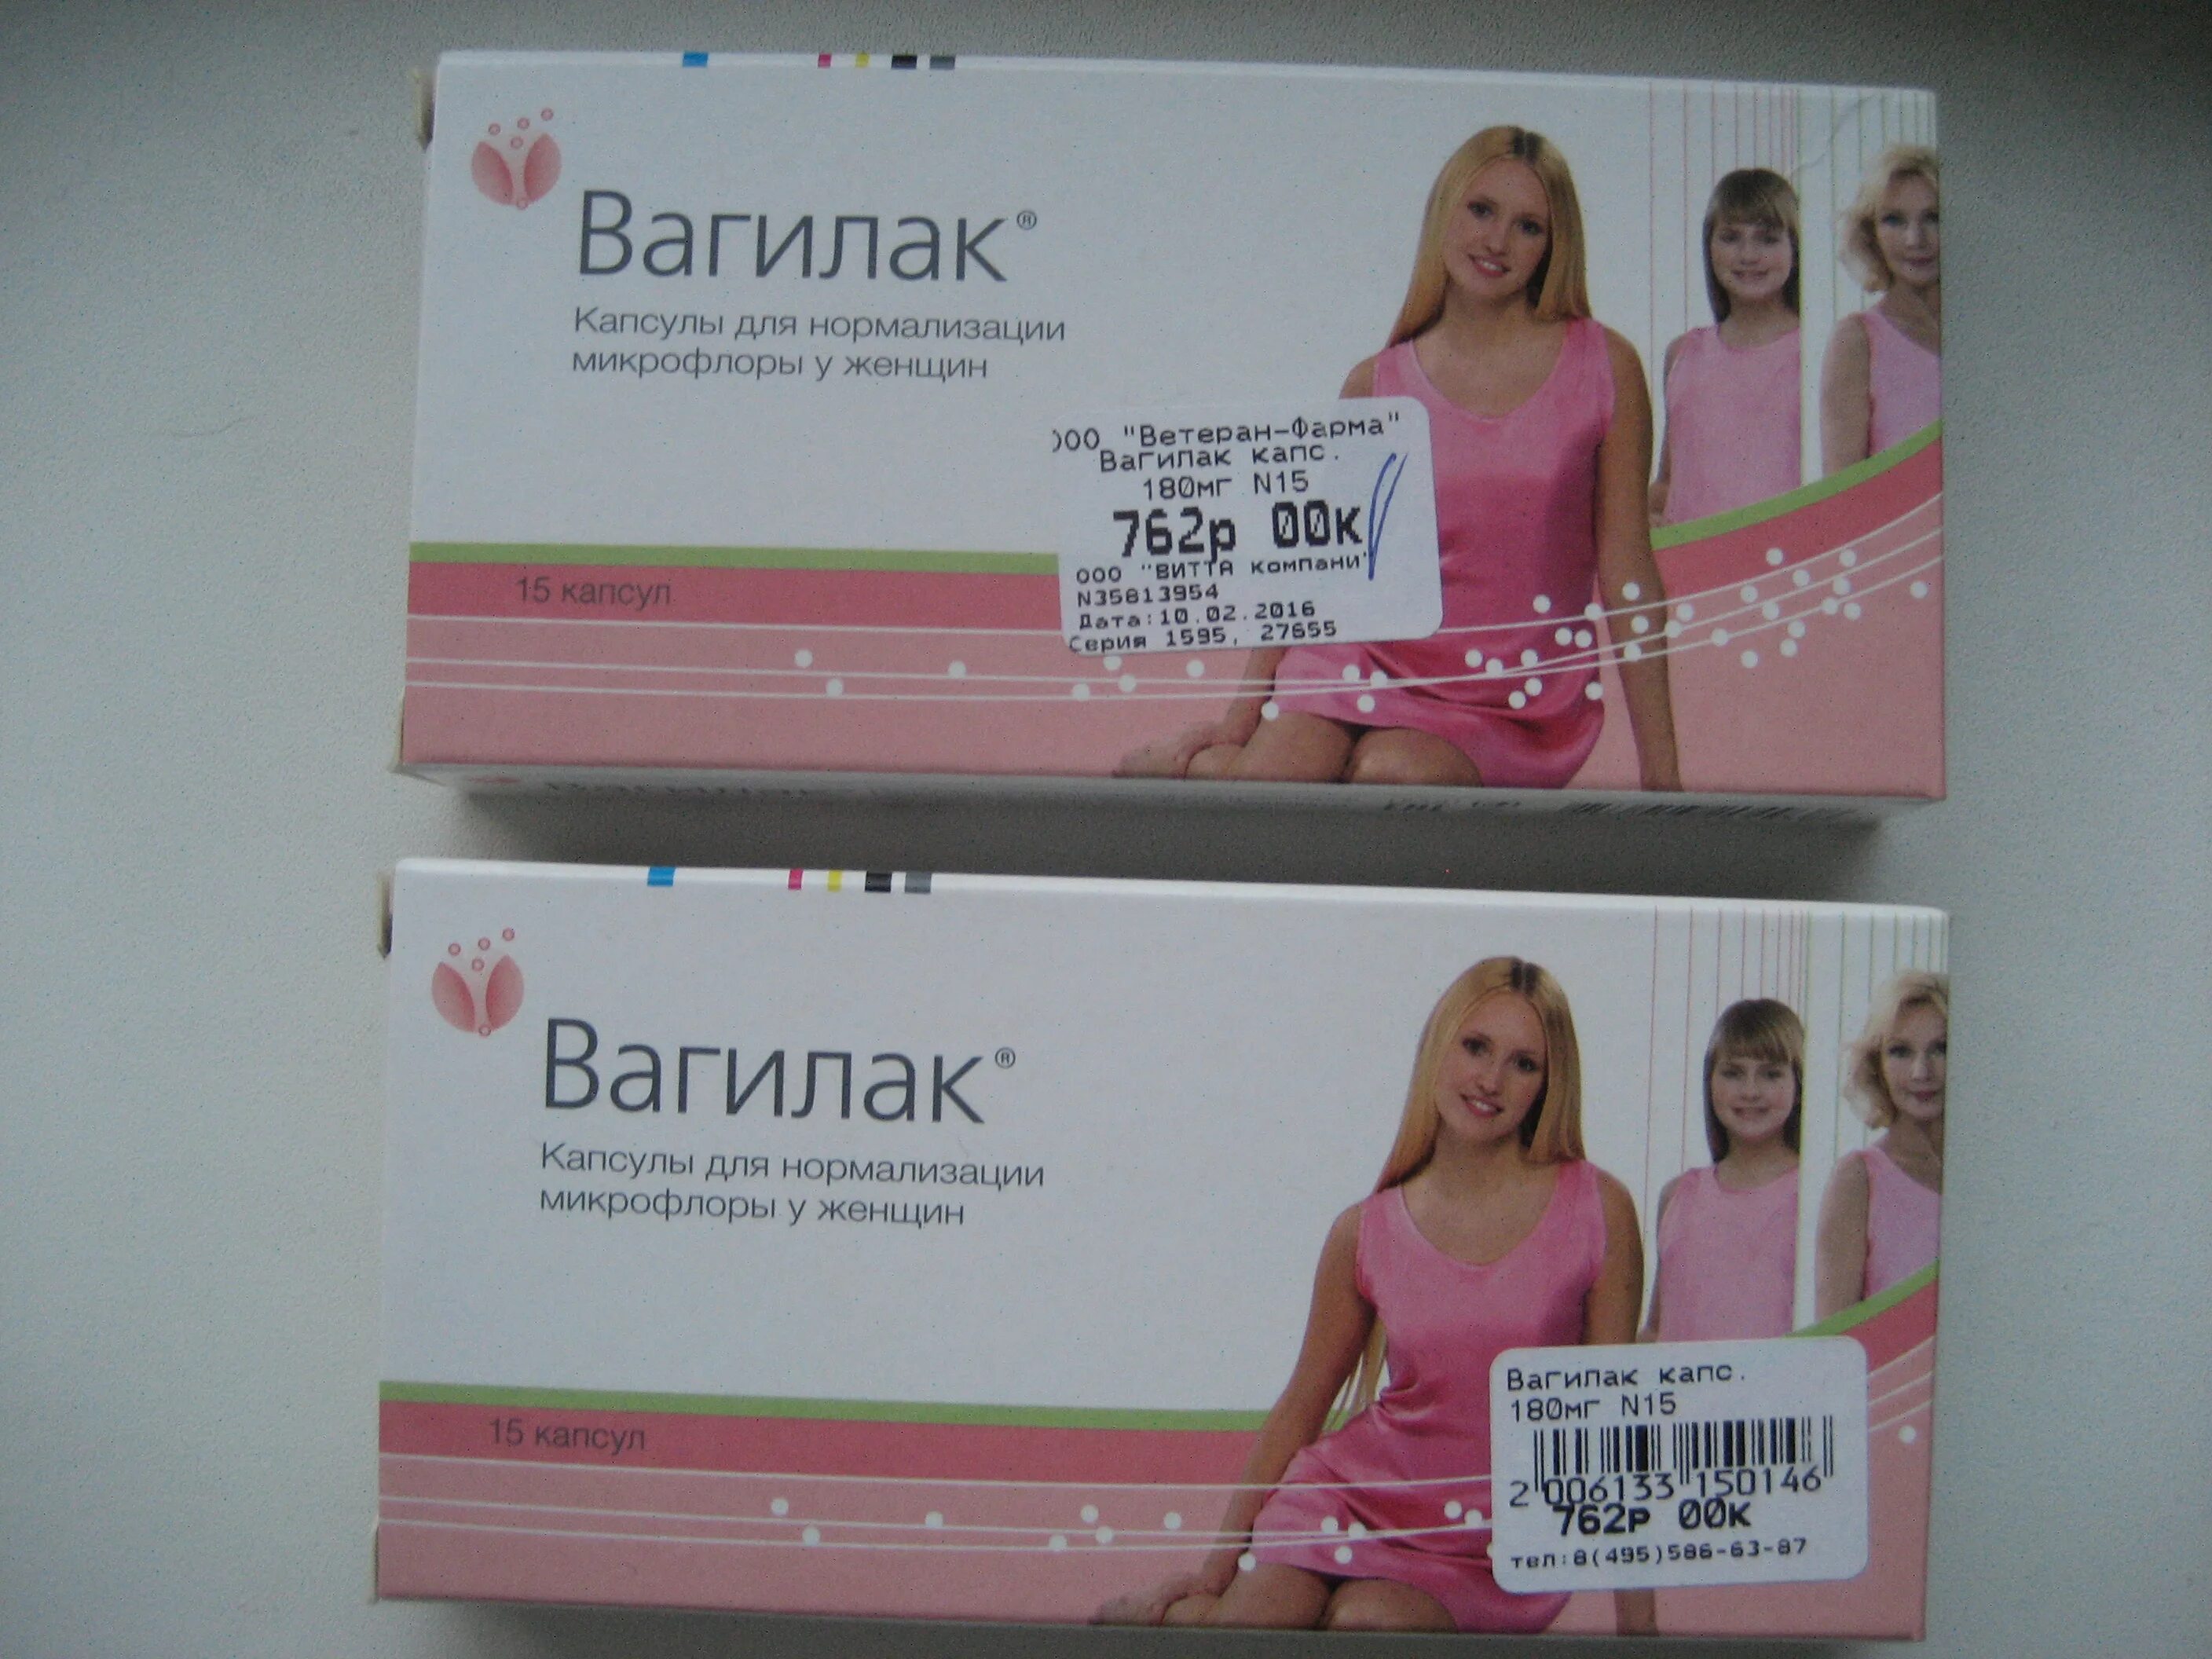 Вагилак®
Капсулы для нормализации
микрофлоры у женщин
ООО "Ветеран-Фарма"
Вагилак капс.
180мг N15
762р 00к
ООО "ВИТТА компани"
N35813954
Дата:10.02.2016
Серия 1595, 27655
15 капсул
Вагилак®
Капсулы для нормализации
микрофлоры у женщин
15 капсул
Вагилак капс.
180мг N15
2 006133 150146
762р 00к
тел:8(495)586-63-87